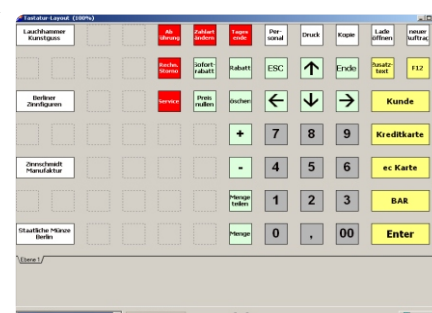 Tastatur-Layout (100%)
Lauchhammer
Kunstguss
Zahlart
ändern
Tages-
ende
Per-
sonal
Druck
Kopie
Lade
öffnen
neuer
Rechn.
Storno
Sofort-
rabatt
Rabatt
ESC
↑
Ende
Zusatz-
text
F12
Berliner
Zinnfiguren
Service
Preis
nullen
löschen
←
↓
→
Kunde
+
7
8
9
Kreditkarte
Zinnschmidt
Manufaktur
-
4
5
6
ec Karte
Menge
teilen
1
2
3
BAR
Staatliche Münze
Berlin
Menge
0
,
00
Enter
Ebene 1